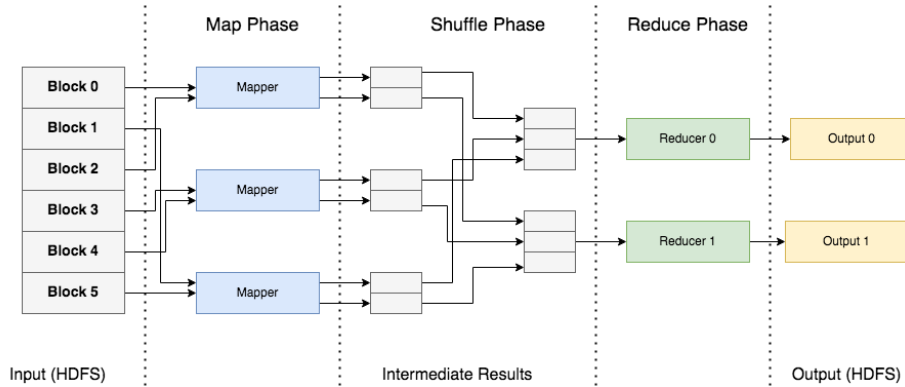 Map Phase
Shuffle Phase
Reduce Phase
Block 0
Mapper
Block 1
Reducer 0
Output 0
Block 2
Mapper
Block 3
Block 4
Reducer 1
Output 1
Block 5
Mapper
Input (HDFS)
Intermediate Results
Output (HDFS)